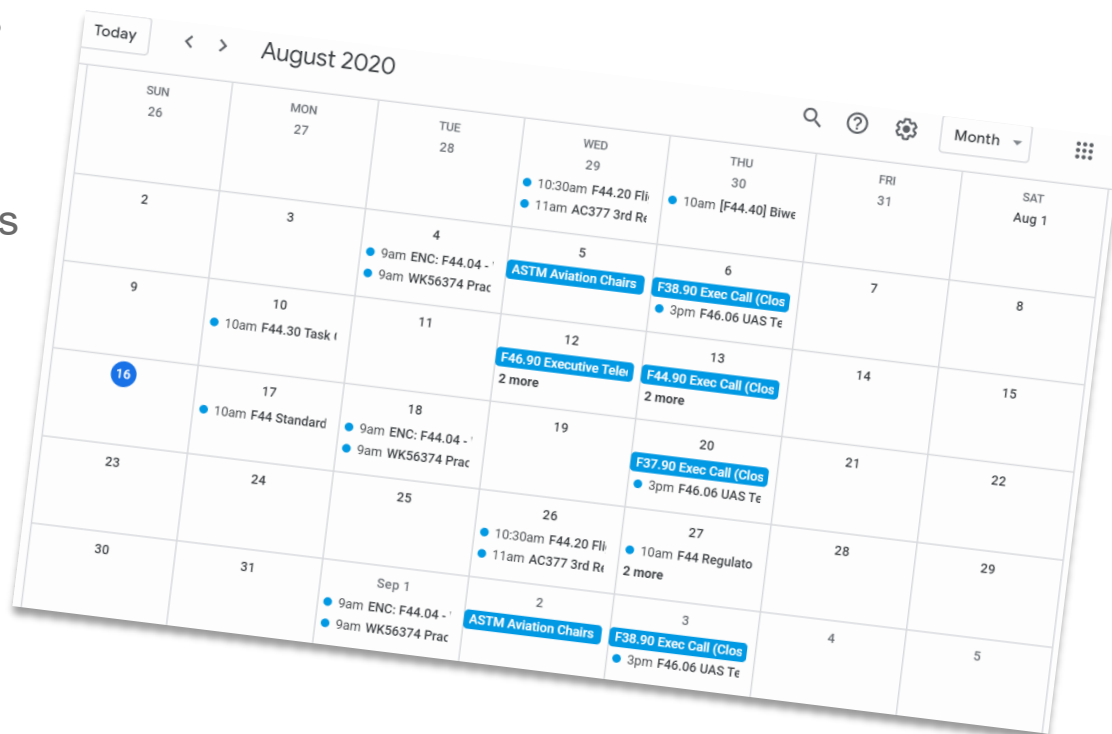 s
Today August 2020 Month
SUN MON TUE WED THU FRI SAT
26 27 28 29 30 31 Aug 1
10:30am F44.20 Fli
11am AC377 3rd Re
10am [F44.40] Biwe
2 3 4 5 6 7 8
9am ENC: F44.04 -
9am WK56374 Prac
ASTM Aviation Chairs
F38.90 Exec Call (Clos
3pm F46.06 UAS Te
9 10 11 12 13 14 15
10am F44.30 Task
F46.90 Executive Tele
2 more
F44.90 Exec Call (Clos
2 more
16 17 18 19 20 21 22
10am F44 Standard
9am ENC: F44.04 -
9am WK56374 Prac
F37.90 Exec Call (Clos
3pm F46.06 UAS Te
23 24 25 26 27 28 29
10:30am F44.20 Fli
11am AC377 3rd Re
10am F44 Regulato
2 more
30 31 Sep 1 2 3 4 5
9am ENC: F44.04 -
9am WK56374 Prac
ASTM Aviation Chairs
F38.90 Exec Call (Clos
3pm F46.06 UAS Te